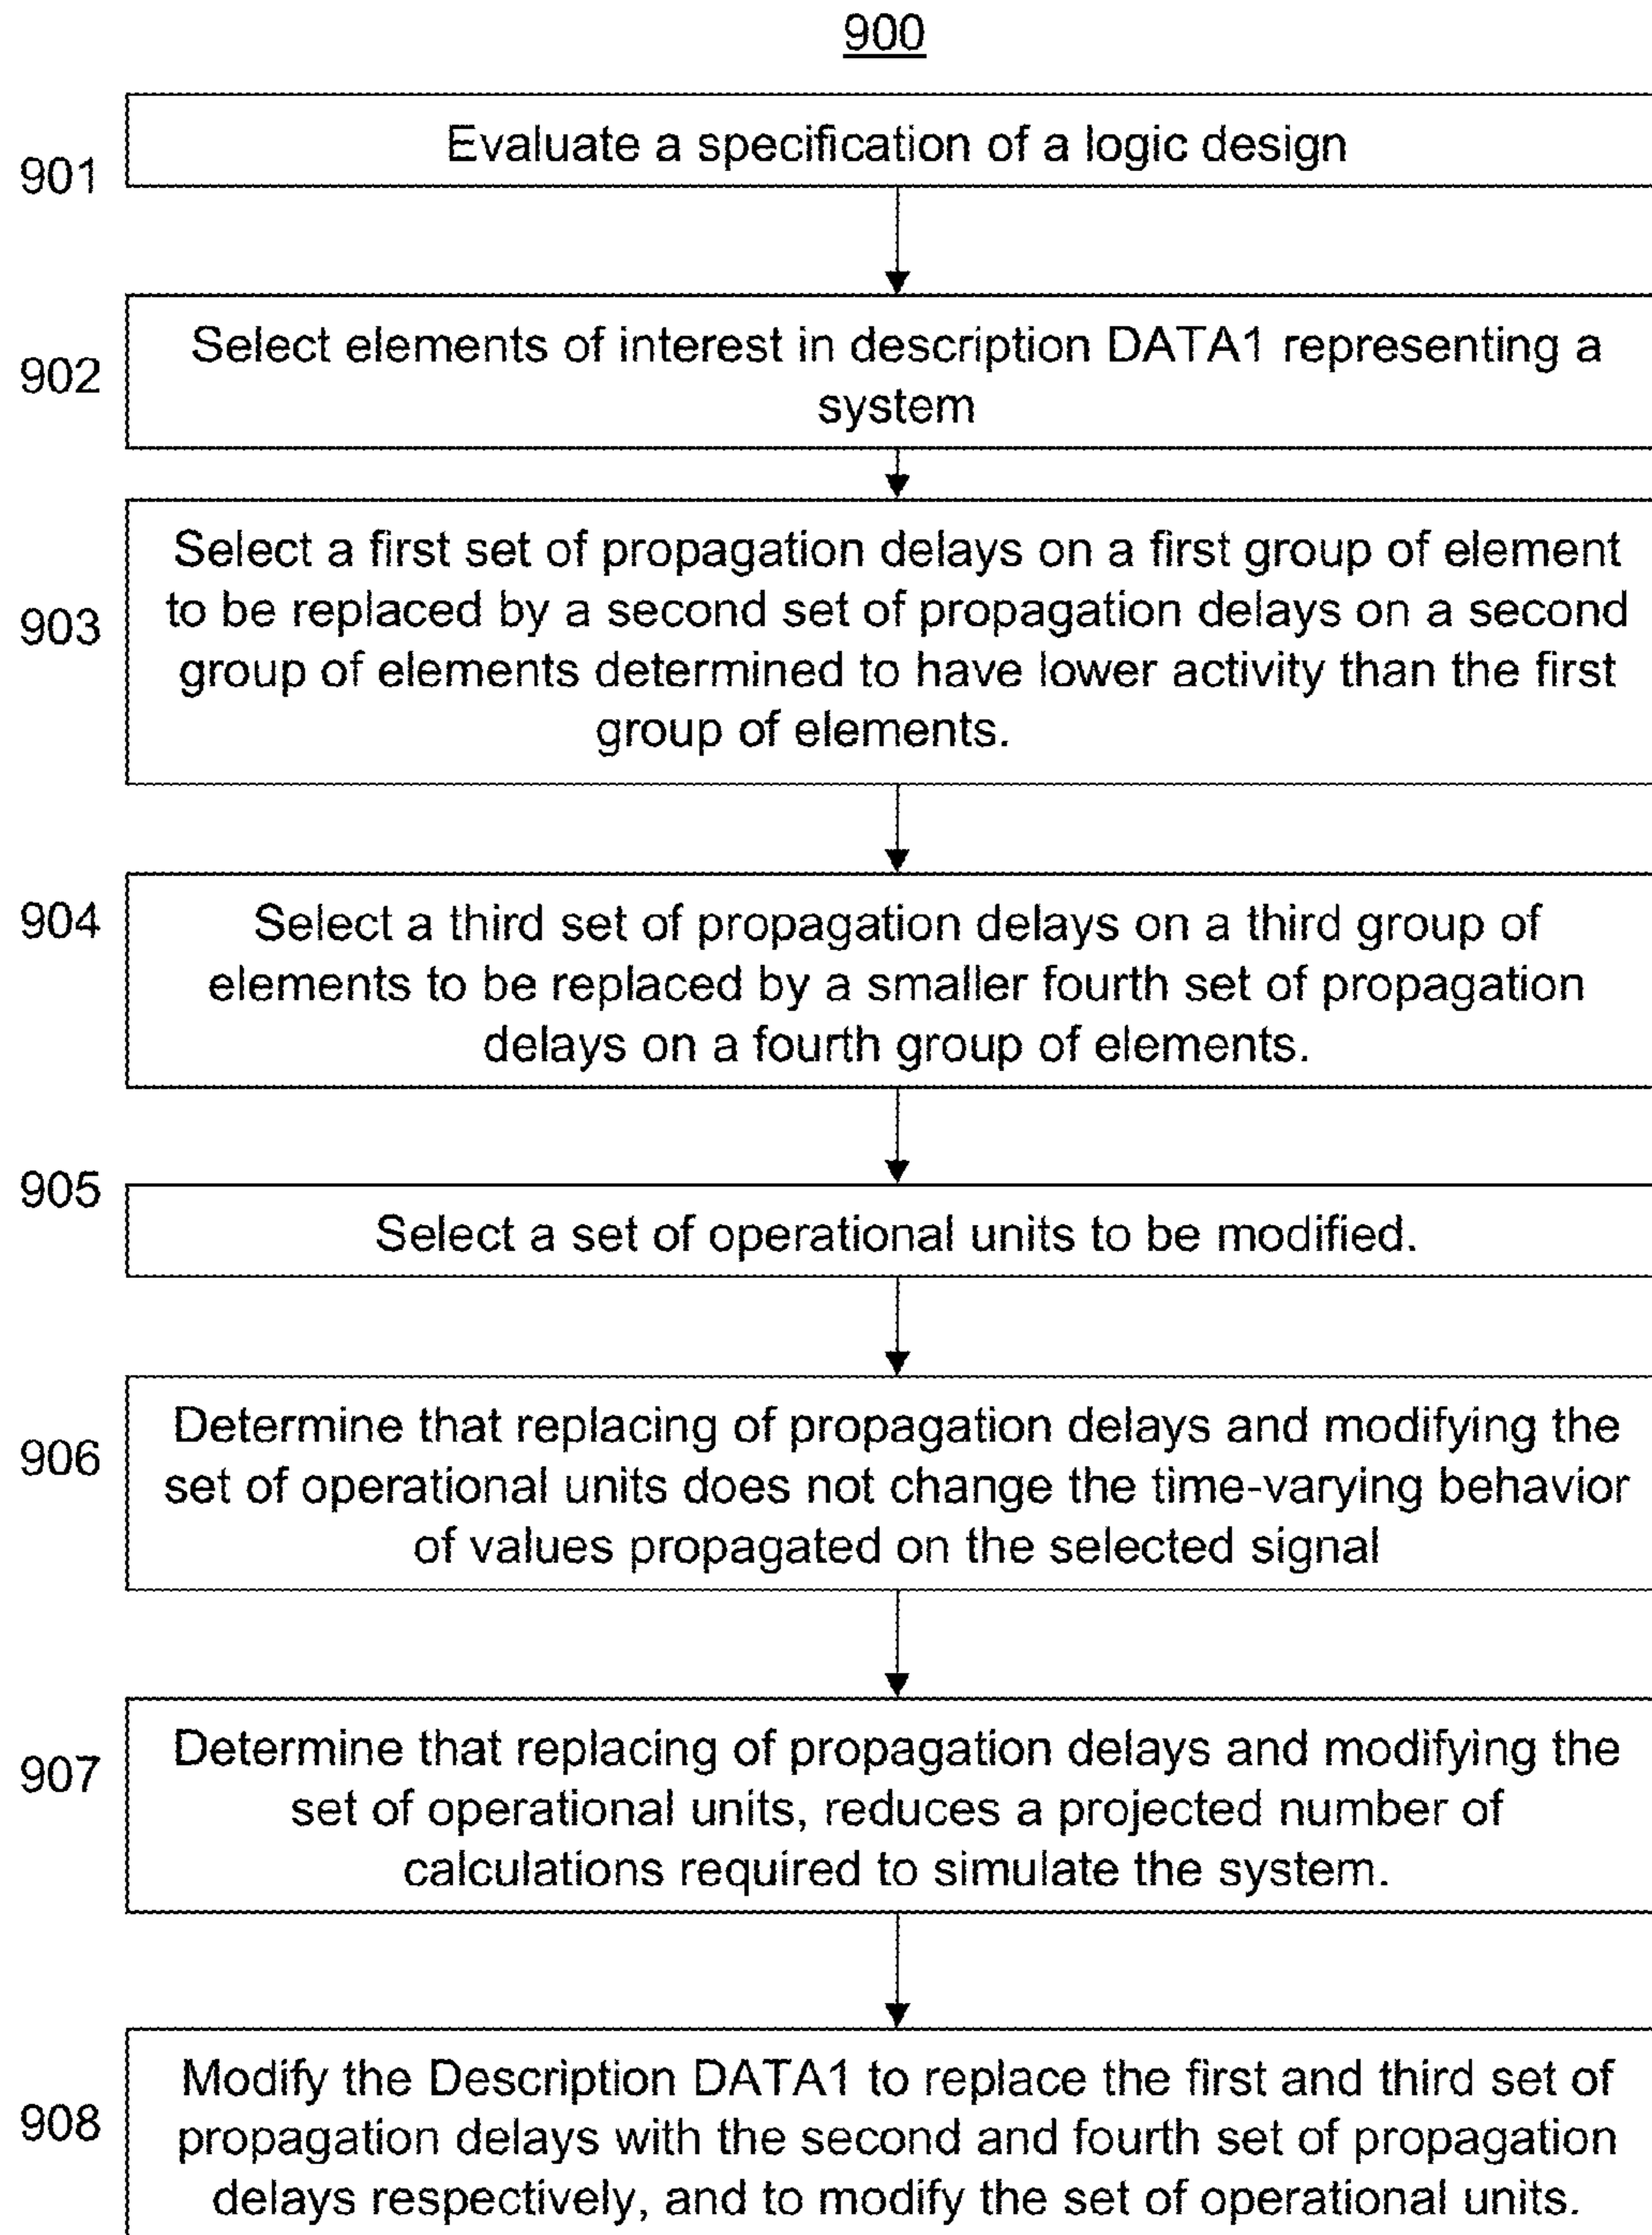 900
901
Evaluate a specification of a logic design
902
Select elements of interest in description DATA1 representing a
system
903
Select a first set of propagation delays on a first group of element
to be replaced by a second set of propagation delays on a second
group of elements determined to have lower activity than the first
group of elements.
904
Select a third set of propagation delays on a third group of
elements to be replaced by a smaller fourth set of propagation
delays on a fourth group of elements.
905
Select a set of operational units to be modified.
906
Determine that replacing of propagation delays and modifying the
set of operational units does not change the time-varying behavior
of values propagated on the selected signal
907
Determine that replacing of propagation delays and modifying the
set of operational units, reduces a projected number of
calculations required to simulate the system.
908
Modify the Description DATA1 to replace the first and third set of
propagation delays with the second and fourth set of propagation
delays respectively, and to modify the set of operational units.